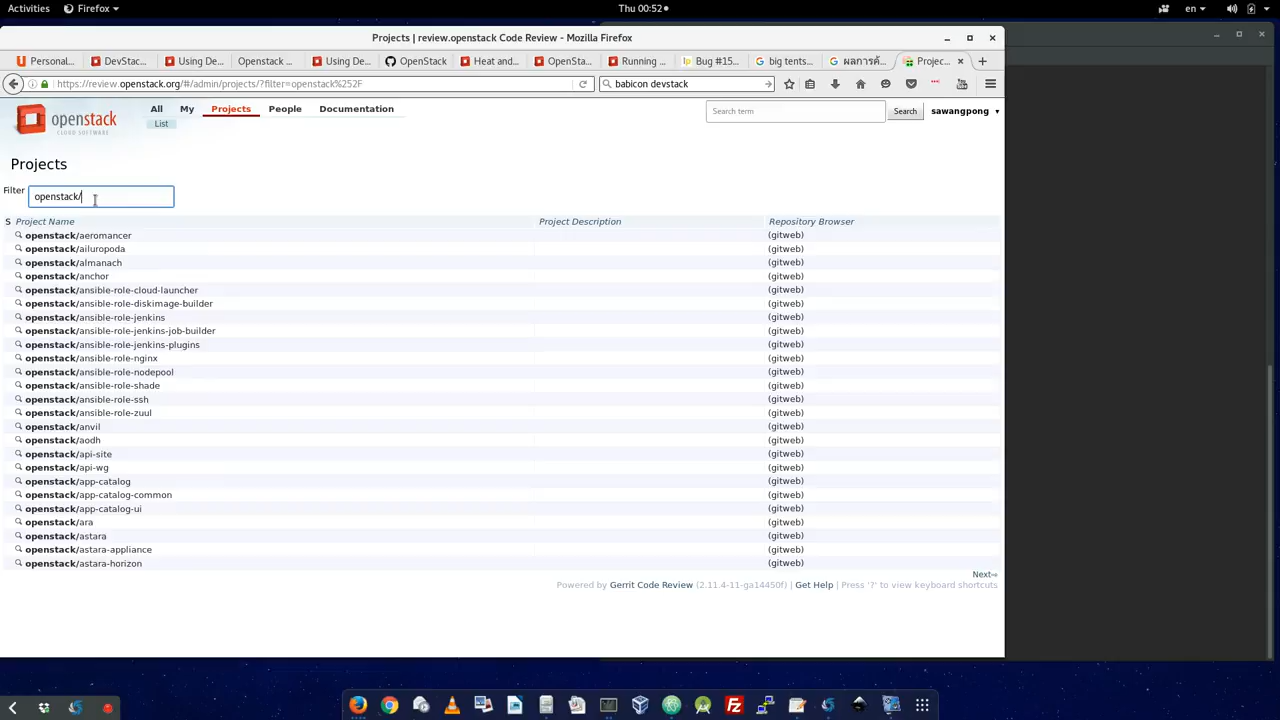 Activities Firefox Thu 00:52 en
Projects | review.openstack Code Review - Mozilla Firefox
Personal... DevStac... Using De... Openstack ... Using De... OpenStack Heat and... OpenSta... Running ... Bug #15... big tents... ผลการค้... Projec...
https://review.openstack.org/#/admin/projects/?filter=openstack%252F babicon devstack
openstack
CLOUD SOFTWARE
All My Projects People Documentation
List
Search term Search sawangpong
Projects
Filter openstack/
S Project Name Project Description Repository Browser
openstack/aeromancer (gitweb)
openstack/ailuropoda (gitweb)
openstack/almanach (gitweb)
openstack/anchor (gitweb)
openstack/ansible-role-cloud-launcher (gitweb)
openstack/ansible-role-diskimage-builder (gitweb)
openstack/ansible-role-jenkins (gitweb)
openstack/ansible-role-jenkins-job-builder (gitweb)
openstack/ansible-role-jenkins-plugins (gitweb)
openstack/ansible-role-nginx (gitweb)
openstack/ansible-role-nodepool (gitweb)
openstack/ansible-role-shade (gitweb)
openstack/ansible-role-ssh (gitweb)
openstack/ansible-role-zuul (gitweb)
openstack/anvil (gitweb)
openstack/aodh (gitweb)
openstack/api-site (gitweb)
openstack/api-wg (gitweb)
openstack/app-catalog (gitweb)
openstack/app-catalog-common (gitweb)
openstack/app-catalog-ui (gitweb)
openstack/ara (gitweb)
openstack/astara (gitweb)
openstack/astara-appliance (gitweb)
openstack/astara-horizon (gitweb)
Next⇨
Powered by Gerrit Code Review (2.11.4-11-ga14450f) | Get Help | Press '?' to view keyboard shortcuts